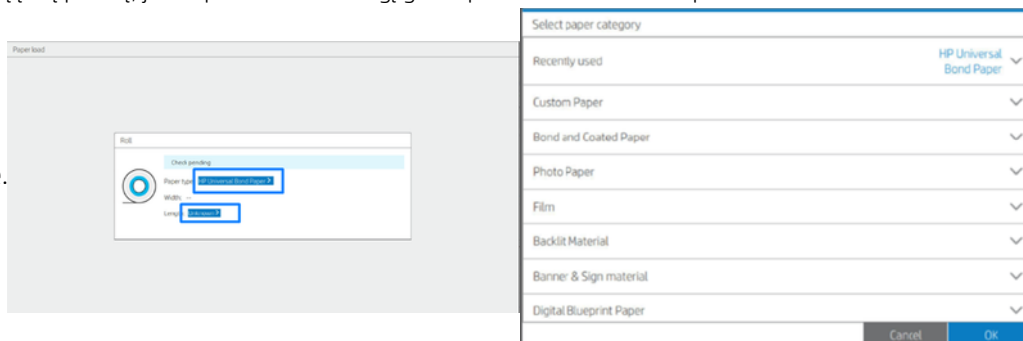 Paper load
Roll
Check pending
Paper type: HP Universal Bond Paper
Width: —
Length: Unknown
Select paper category
Recently used
HP Universal
Bond Paper
Custom Paper
Bond and Coated Paper
Photo Paper
Film
Backlit Material
Banner & Sign material
Digital Blueprint Paper
Cancel
OK